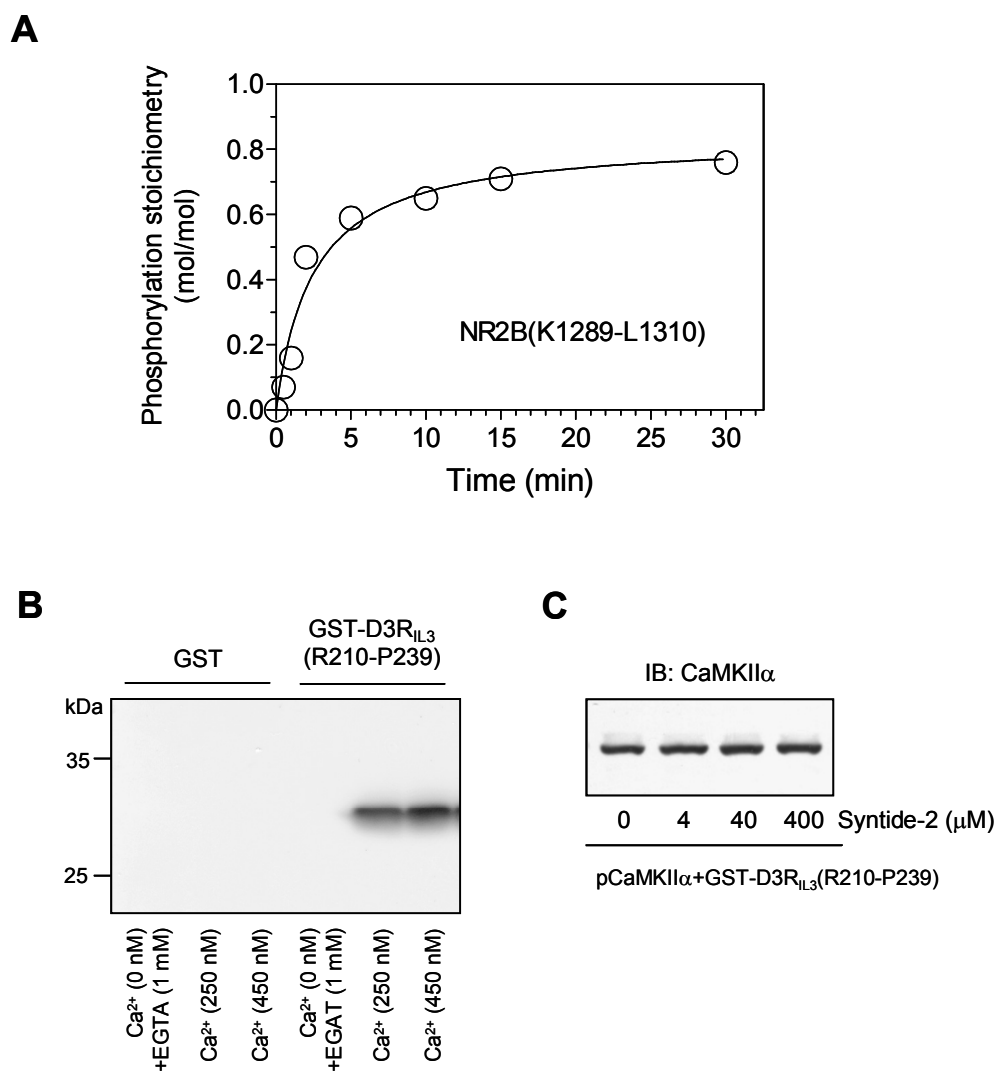 A
Phosphorylation stoichiometry
(mol/mol)
1.0
0.8
0.6
0.4
0.2
0.0
NR2B(K1289-L1310)
0 5 10 15 20 25 30
Time (min)
B
GST
GST-D3RIL3
(R210-P239)
kDa
35
25
Ca²⁺ (0 nM)
+EGTA (1 mM)
Ca²⁺ (250 nM)
Ca²⁺ (450 nM)
Ca²⁺ (0 nM)
+EGAT (1 mM)
Ca²⁺ (250 nM)
Ca²⁺ (450 nM)
C
IB: CaMKIIα
0 4 40 400 Syntide-2 (μM)
pCaMKIIα+GST-D3RIL3(R210-P239)